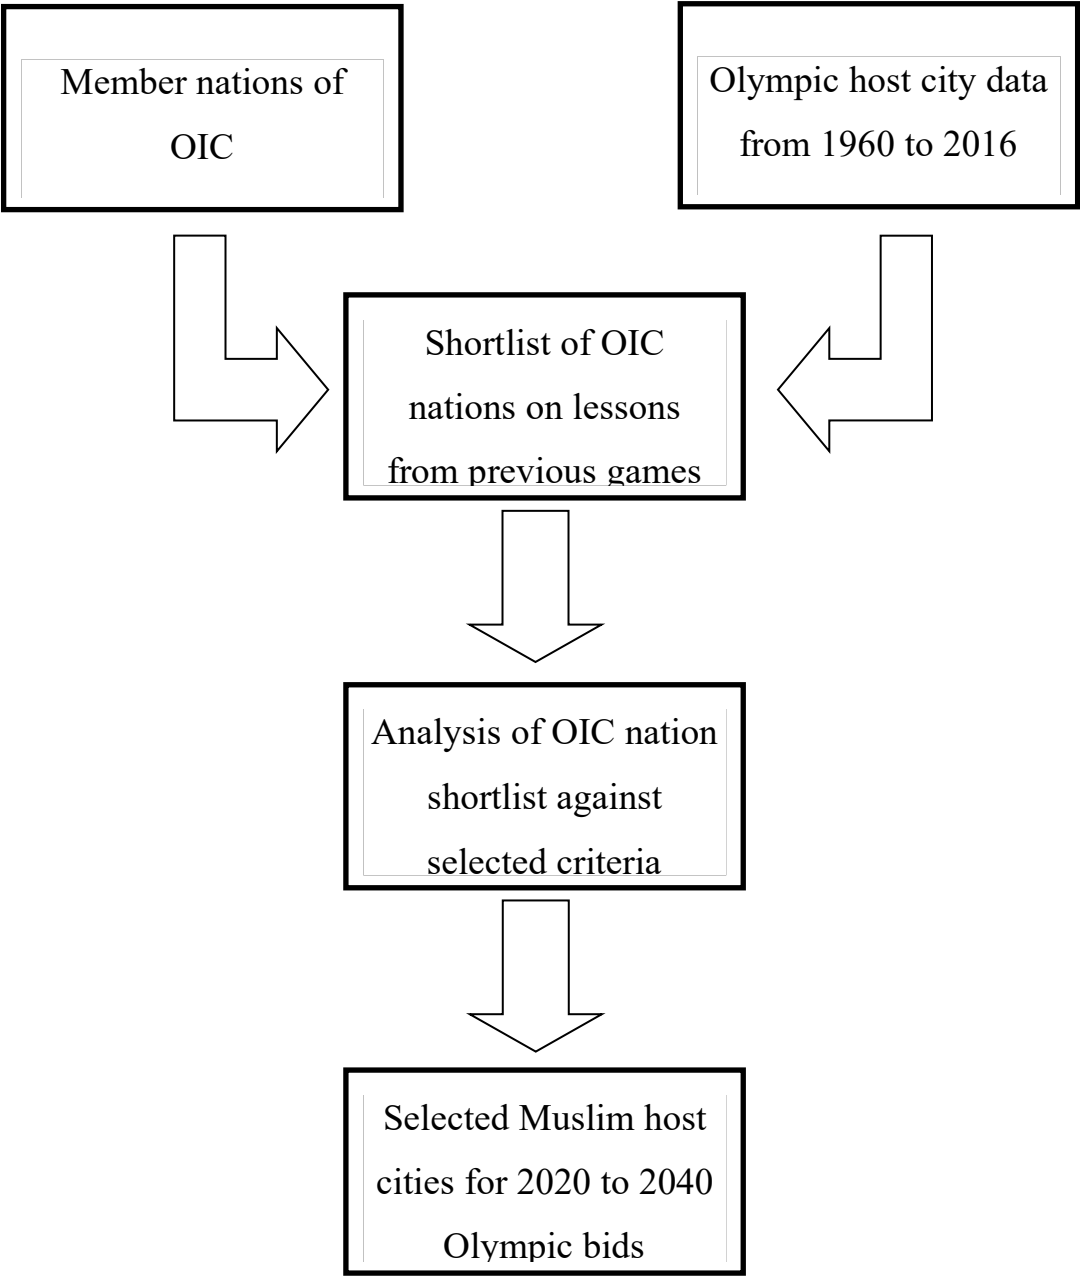 Member nations of
OIC
Olympic host city data
from 1960 to 2016
Shortlist of OIC
nations on lessons
from previous games
Analysis of OIC nation
shortlist against
selected criteria
Selected Muslim host
cities for 2020 to 2040
Olympic bids